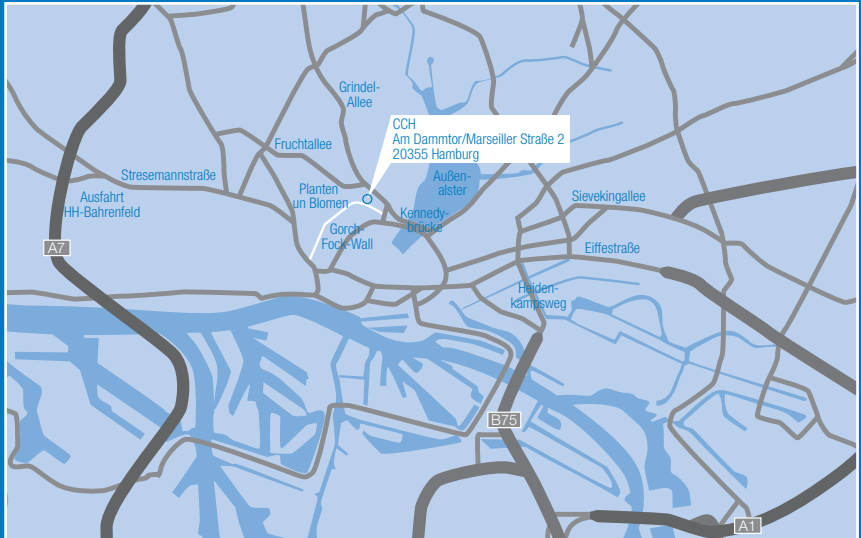 Grindel-
Allee
CCH
Am Dammtor/Marseiller Straße 2
20355 Hamburg
Fruchtallee
Stresemannstraße
Planten
un Blomen
Außen-
alster
Ausfahrt
HH-Bahrenfeld
Sievekingallee
Kennedy-
brücke
Gorch-
Fock-Wall
A7
Eiffestraße
Heiden-
kampsweg
B75
A1